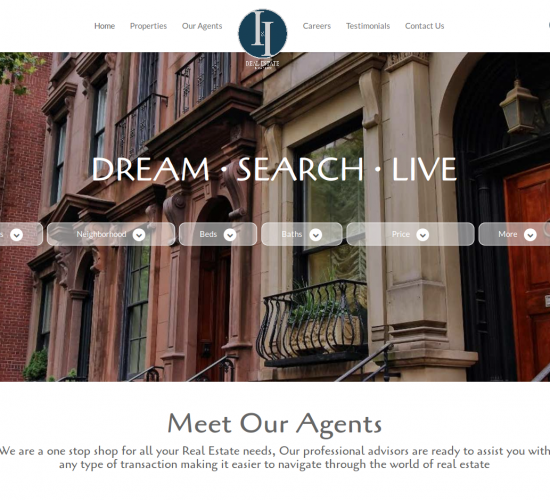 Home Properties Our Agents Careers Testimonials Contact Us
I&I
REAL ESTATE
DREAM · SEARCH · LIVE
s Neighborhood Beds Baths Price More
Meet Our Agents
We are a one stop shop for all your Real Estate needs, Our professional advisors are ready to assist you with
any type of transaction making it easier to navigate through the world of real estate